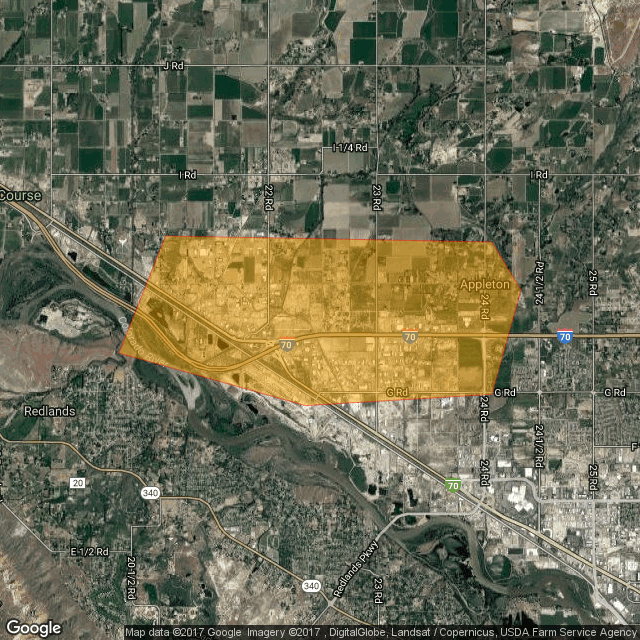 J Rd
I 1/4 Rd
I Rd
I Rd
22 Rd
23 Rd
Course
Appleton
24 Rd
24 1/2 Rd
25 Rd
70
70
70
G Rd
G Rd
G Rd
Redlands
24 Rd
24 1/2 Rd
F
25 Rd
24 Rd
20
340
70
E 1/2 Rd
20 1/2 Rd
340
Redlands Pkwy
23 Rd
Google
Map data ©2017 Google Imagery ©2017 , DigitalGlobe, Landsat / Copernicus, USDA Farm Service Agency